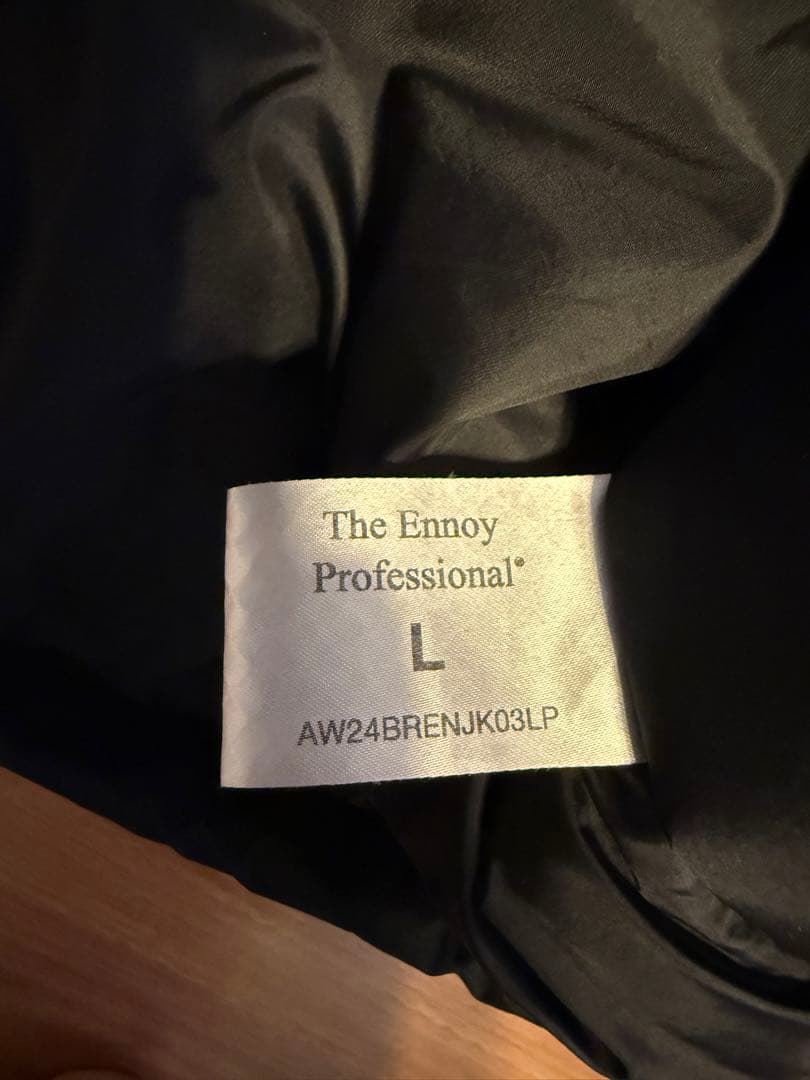 The Ennoy
Professional®
L
AW24BRENJK03LP